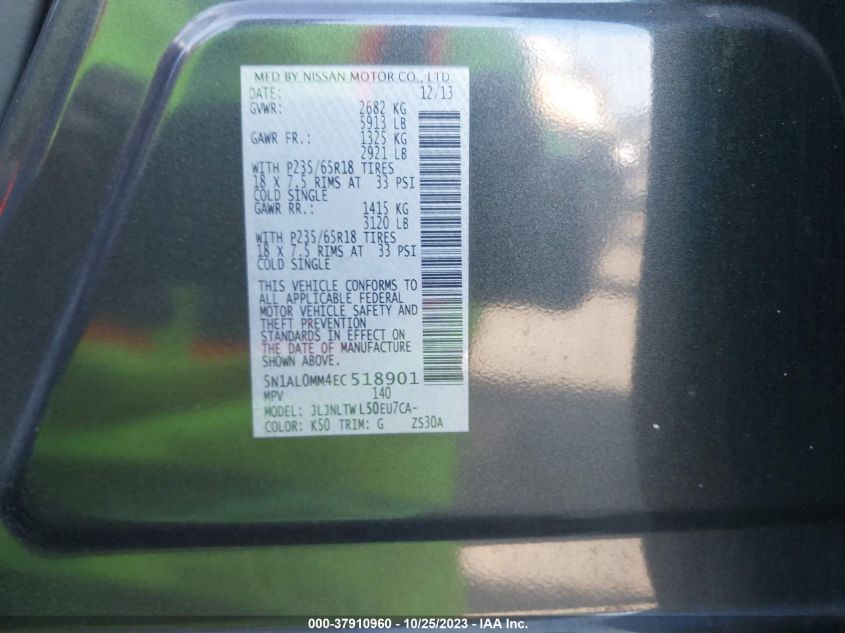 MFD BY NISSAN MOTOR CO., LTD
DATE: 12/13
GVWR: 2682 KG
5913 LB
GAWR FR.: 1325 KG
2921 LB
WITH P235/65R18 TIRES
18 X 7.5 RIMS AT 33 PSI
COLD SINGLE
GAWR RR.: 1415 KG
3120 LB
WITH P235/65R18 TIRES
18 X 7.5 RIMS AT 33 PSI
COLD SINGLE
THIS VEHICLE CONFORMS TO
ALL APPLICABLE FEDERAL
MOTOR VEHICLE SAFETY AND
THEFT PREVENTION
STANDARDS IN EFFECT ON
THE DATE OF MANUFACTURE
SHOWN ABOVE.
5N1AL0MM4EC518901
MPV 140
MODEL: JLJNLTWL50EU7CA-
COLOR: K50 TRIM: G ZS30A
000-37910960 - 10/25/2023 - IAA Inc.